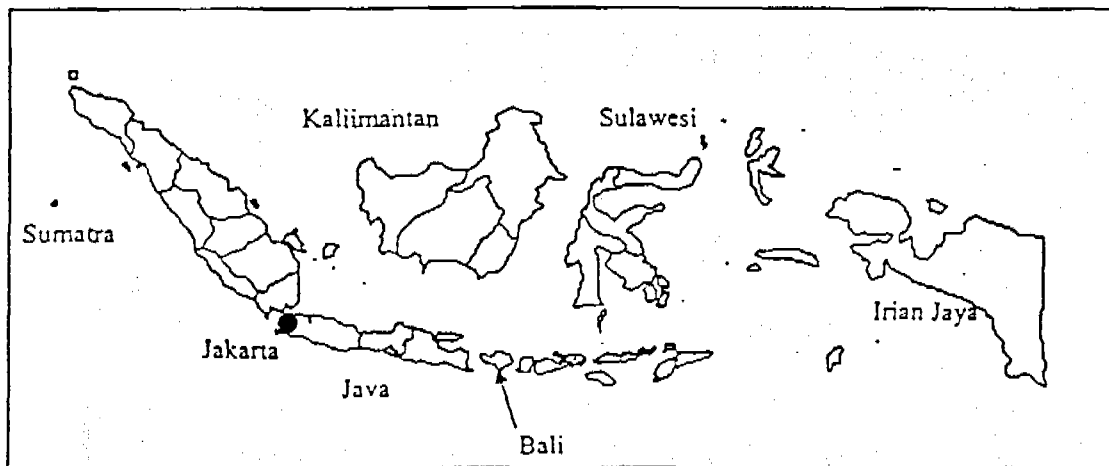 Kaliimantan
Sulawesi
Sumatra
Irian Jaya
Jakarta
Java
Bali